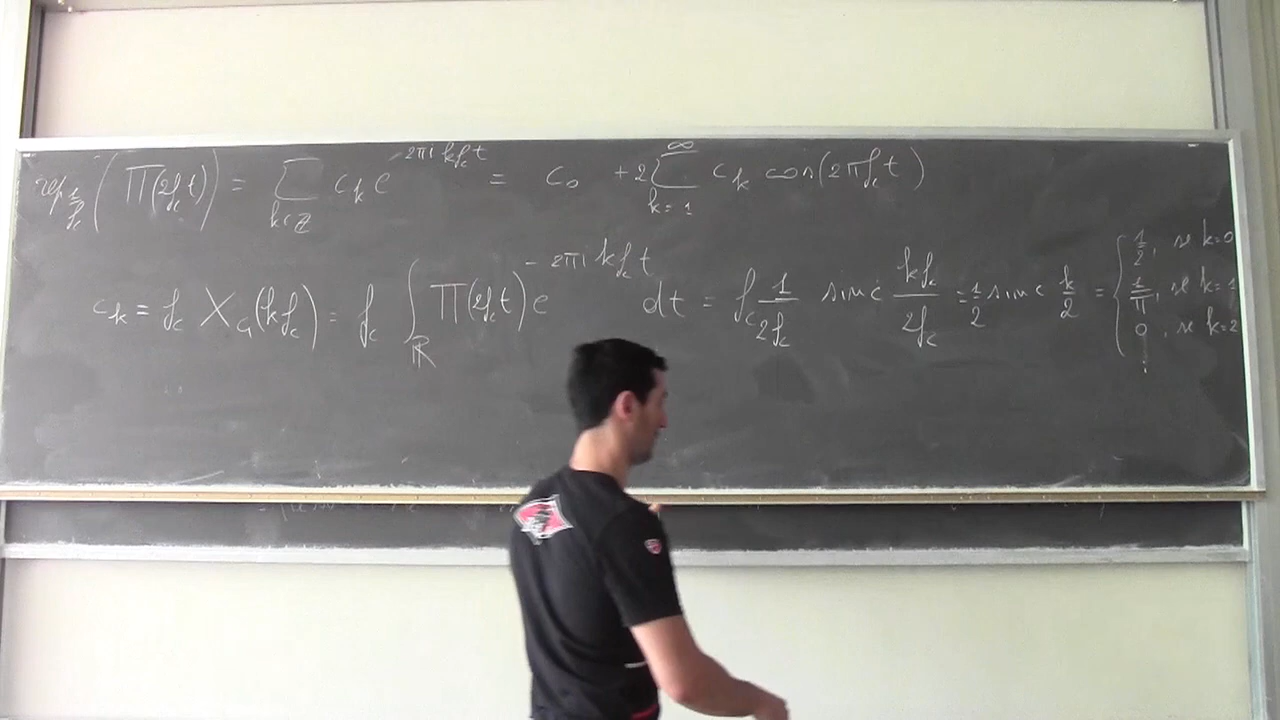 rep_{1/f_c} ( Π(2f_c t) ) = Σ_{k∈ℤ} c_k e^{2πi k f_c t} = c_0 + 2 Σ_{k=1}^{∞} c_k cos(2π f_c t)
c_k = f_c X_G(k f_c) = f_c ∫_ℝ Π(2f_c t) e^{-2πi k f_c t} dt = f_c 1/(2f_c) sinc (k f_c)/(2f_c) = 1/2 sinc k/2 = { 1/2, se k=0
1/π, se k=1
0, se k=2
⋮